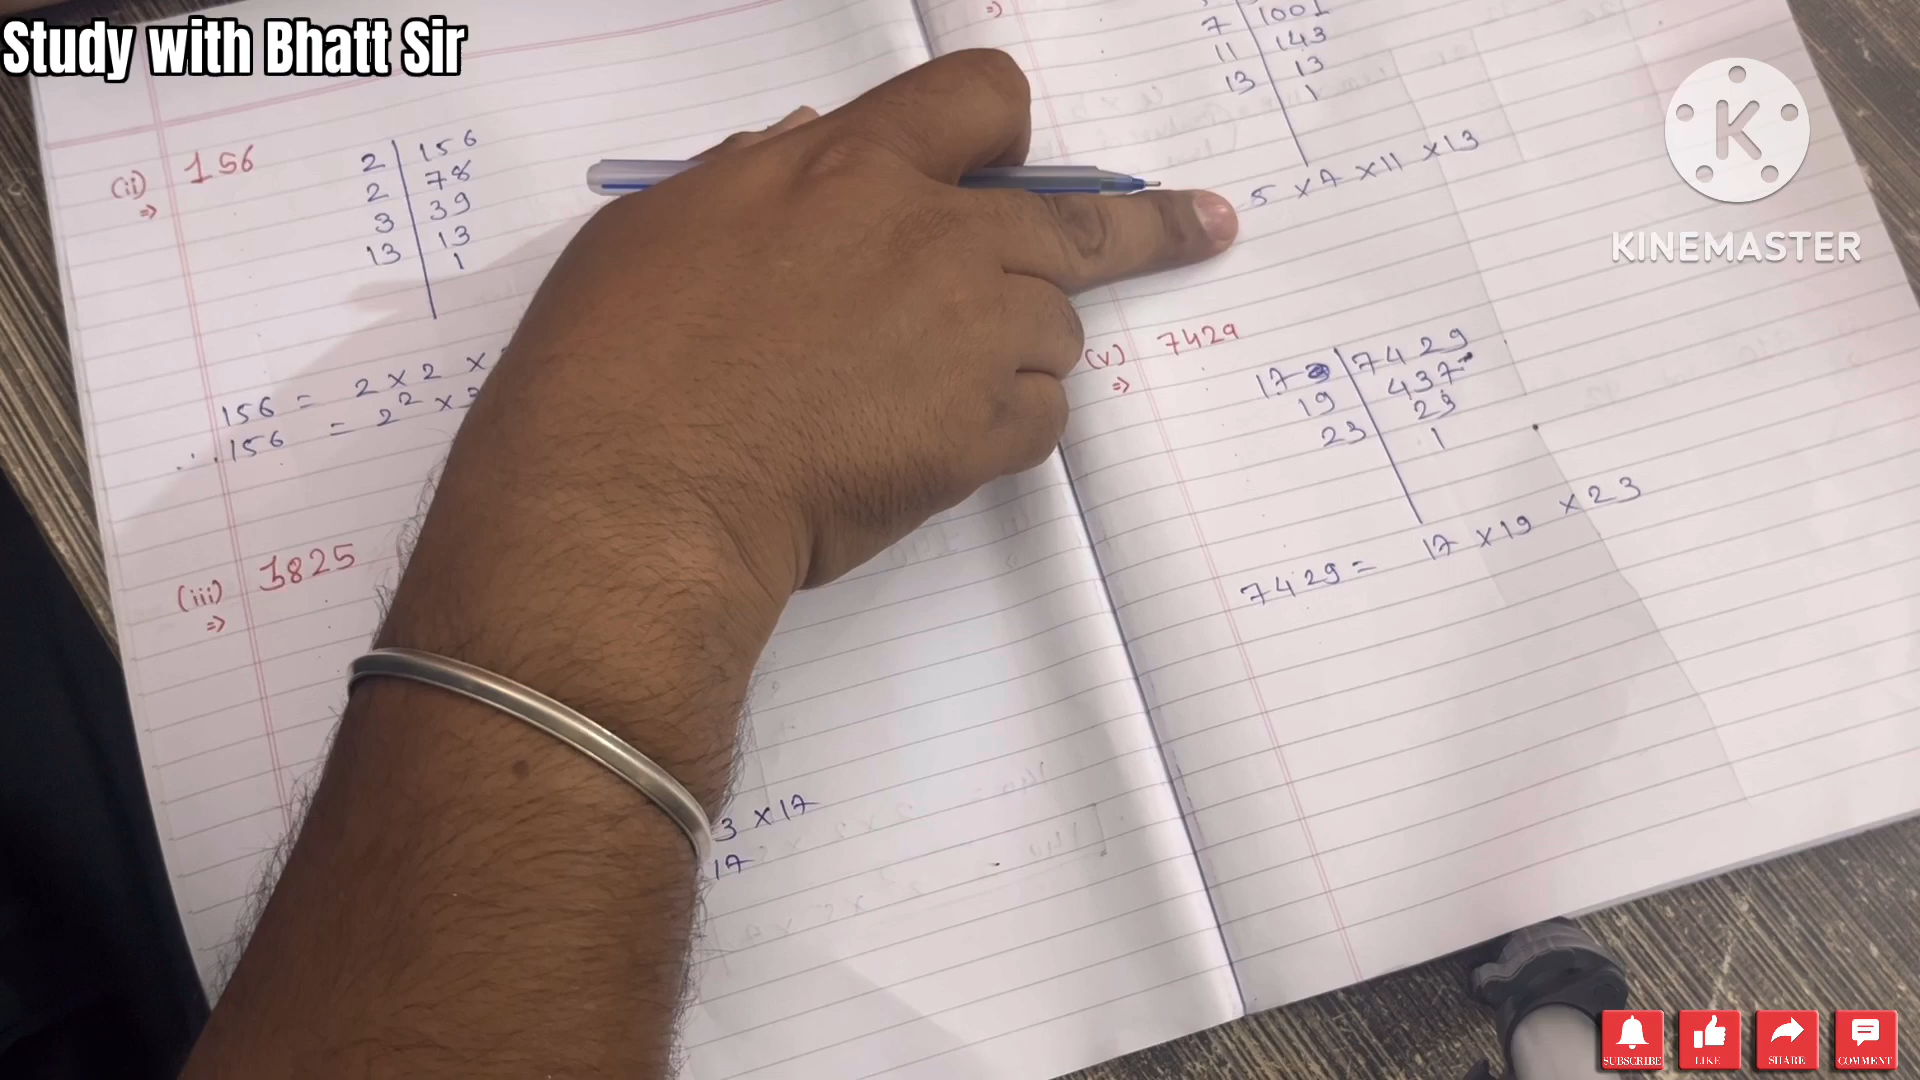 Study with Bhatt Sir
(ii) 156
⇒
2 | 156
2 | 78
3 | 39
13 | 13
1
156 = 2 × 2 ×
∴ 156 = 2² × 3
(iii) 3825
⇒
3 × 17
17
⇒
7 | 1001
11 | 143
13 | 13
1
5 × 7 × 11 × 13
(v) 7429
⇒
17 | 7429
19 | 437
23 | 23
1
7429 = 17 × 19 × 23
K
KINEMASTER
SUBSCRIBE
LIKE
SHARE
COMMENT